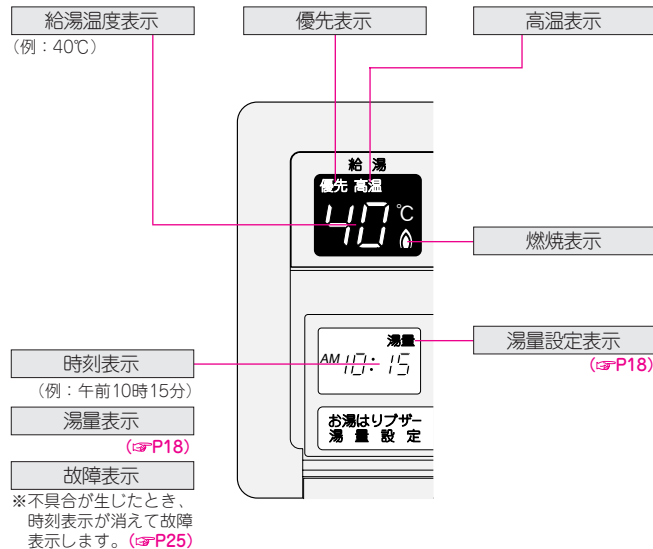 給湯温度表示
(例：40℃)
優先表示
高温表示
給 湯
優先 高温
40℃
燃焼表示
湯量設定表示
(☞P18)
湯量
AM 10:15
時刻表示
(例：午前10時15分)
湯量表示
(☞P18)
お湯はりブザー
湯 量 設 定
故障表示
※不具合が生じたとき、
時刻表示が消えて故障
表示します。(☞P25)